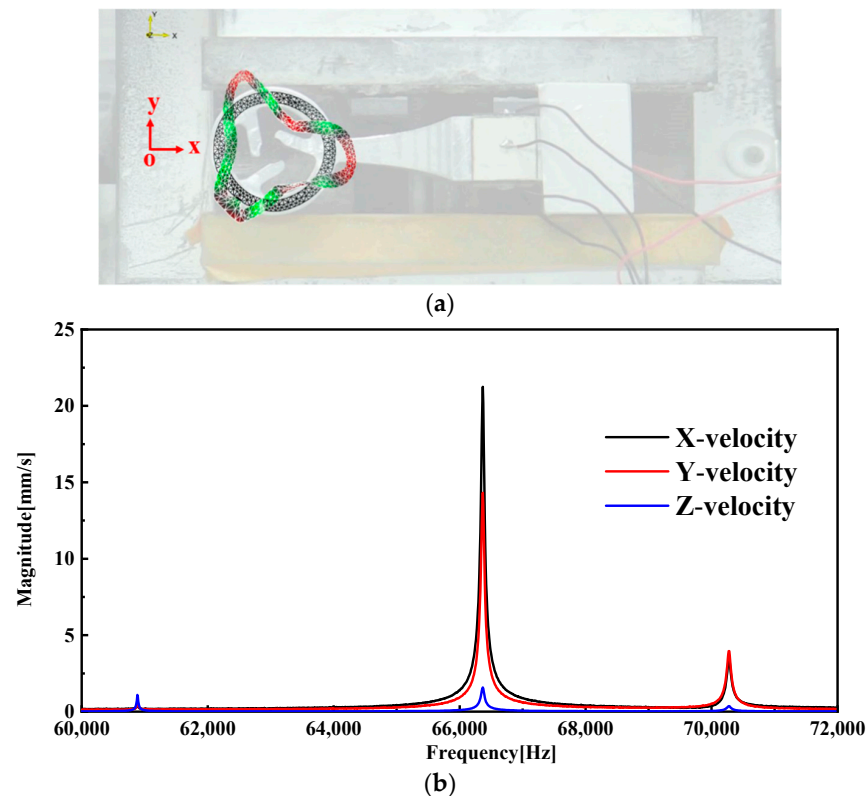 Y
Z X
y
o x
(a)
25
20
15
10
5
0
Magnitude[mm/s]
X-velocity
Y-velocity
Z-velocity
60,000 62,000 64,000 66,000 68,000 70,000 72,000
Frequency[Hz]
(b)